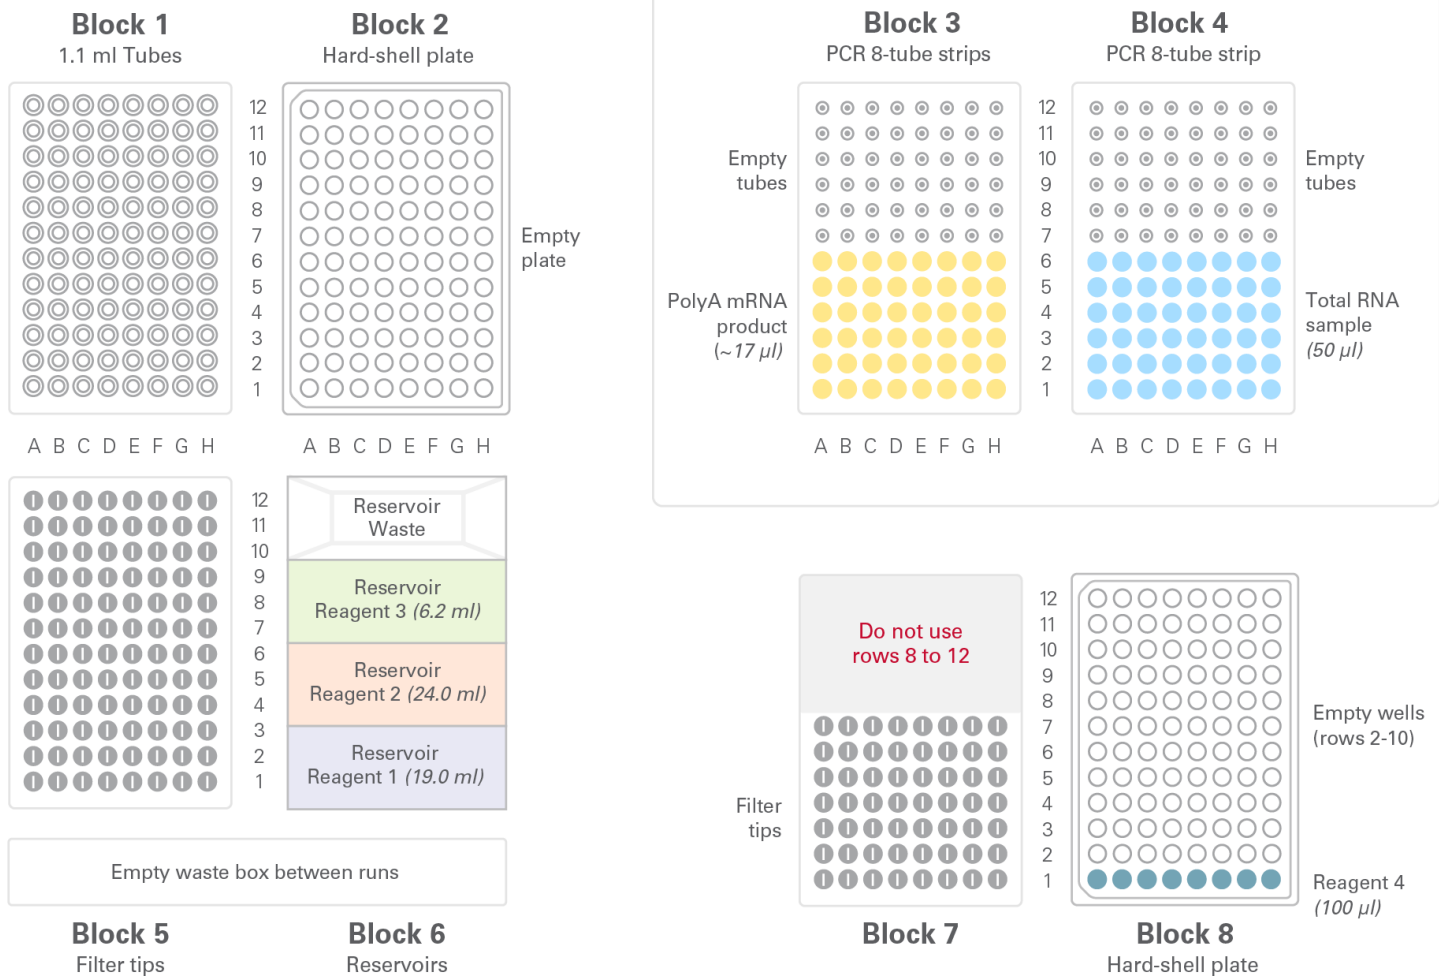 Block 1
1.1 ml Tubes
Block 2
Hard-shell plate
Block 3
PCR 8-tube strips
Block 4
PCR 8-tube strip
12
11
10
9
8
7
6
5
4
3
2
1
Empty
plate
A B C D E F G H
A B C D E F G H
Empty
tubes
PolyA mRNA
product
(~17 µl)
12
11
10
9
8
7
6
5
4
3
2
1
Empty
tubes
Total RNA
sample
(50 µl)
A B C D E F G H
A B C D E F G H
12
11
10
9
8
7
6
5
4
3
2
1
Reservoir
Waste
Reservoir
Reagent 3 (6.2 ml)
Reservoir
Reagent 2 (24.0 ml)
Reservoir
Reagent 1 (19.0 ml)
Empty waste box between runs
Block 5
Filter tips
Block 6
Reservoirs
Do not use
rows 8 to 12
Filter
tips
12
11
10
9
8
7
6
5
4
3
2
1
Empty wells
(rows 2-10)
Reagent 4
(100 µl)
Block 7
Block 8
Hard-shell plate